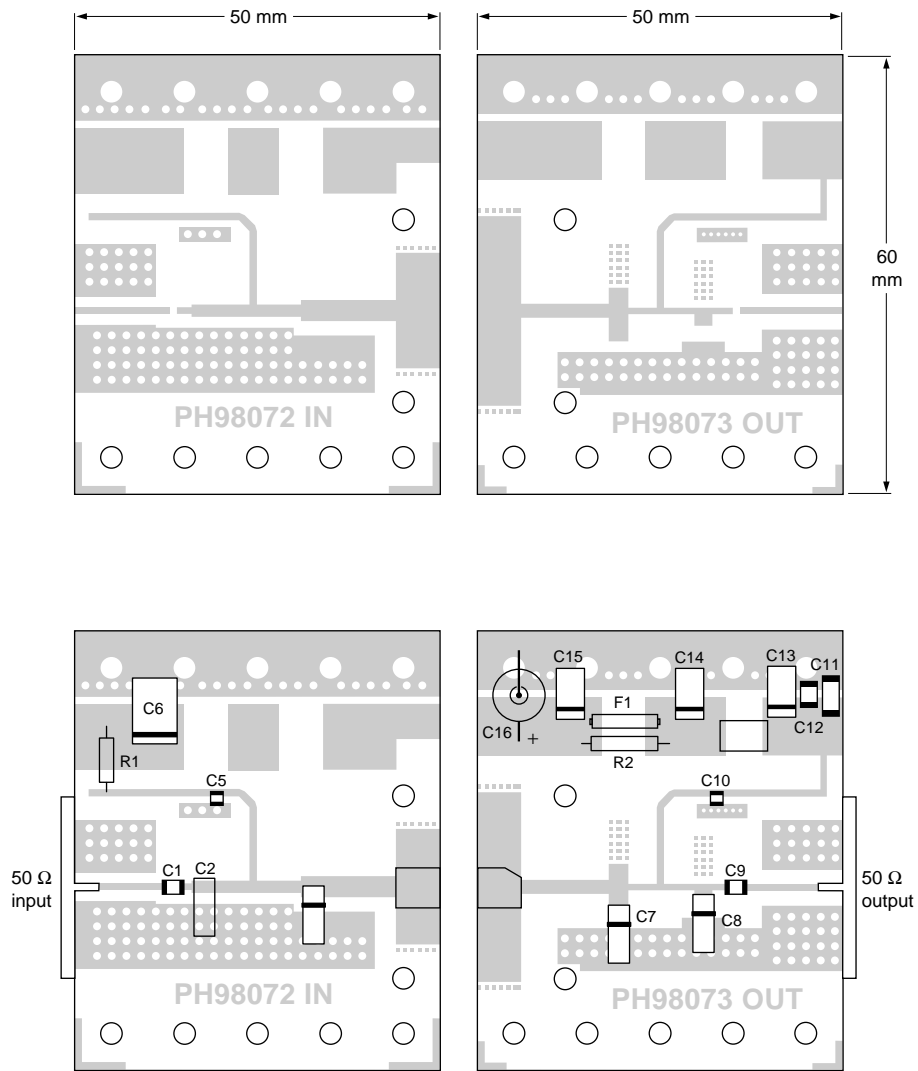 50 mm
50 mm
60
mm
PH98072 IN
PH98073 OUT
C15
C14
C13
C11
C6
F1
C16
+
C12
R1
R2
C5
C10
50 Ω
input
C1
C2
C9
50 Ω
output
C7
C8
PH98072 IN
PH98073 OUT